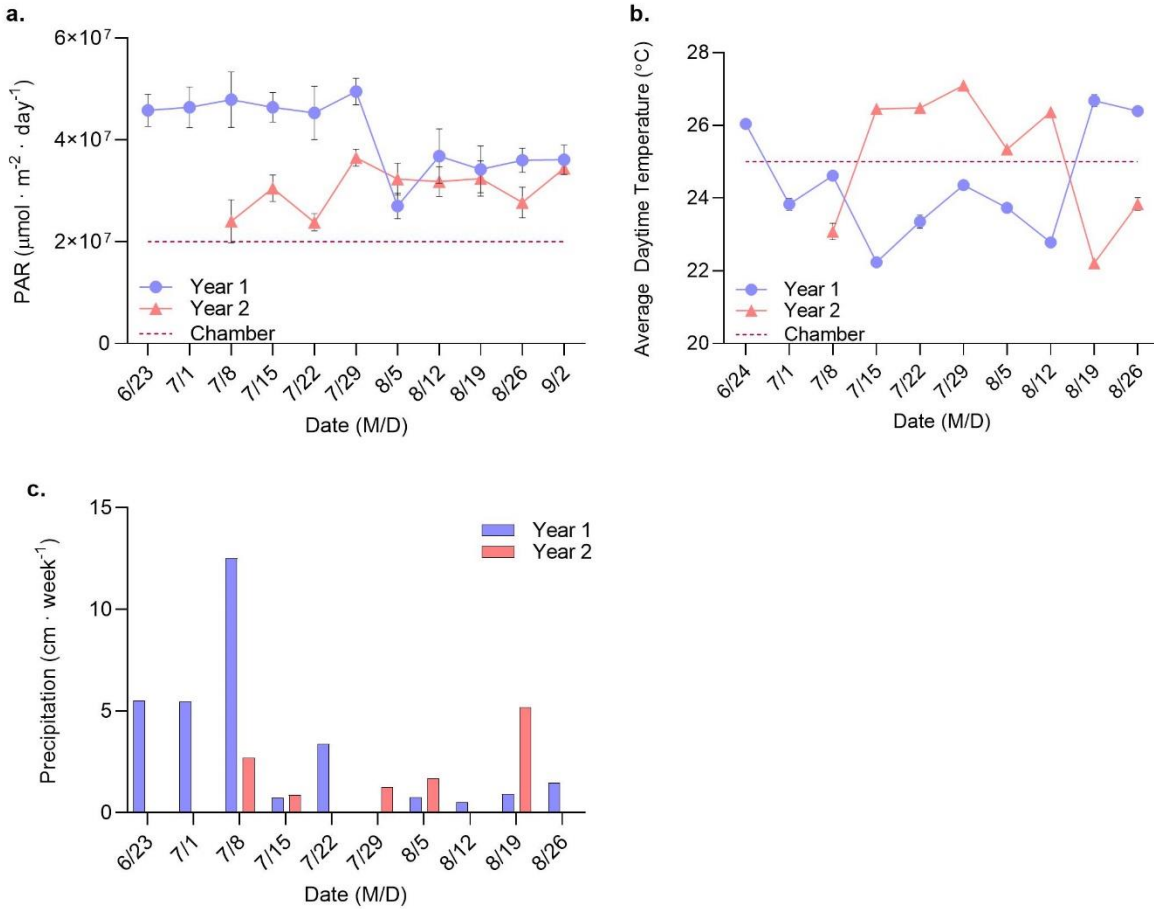 a.
PAR (μmol · m⁻² · day⁻¹)
6×10⁷
4×10⁷
2×10⁷
0
Year 1
Year 2
Chamber
6/23
7/1
7/8
7/15
7/22
7/29
8/5
8/12
8/19
8/26
9/2
Date (M/D)
b.
Average Daytime Temperature (°C)
28
26
24
22
20
Year 1
Year 2
Chamber
6/24
7/1
7/8
7/15
7/22
7/29
8/5
8/12
8/19
8/26
Date (M/D)
c.
Precipitation (cm · week⁻¹)
15
10
5
0
Year 1
Year 2
6/23
7/1
7/8
7/15
7/22
7/29
8/5
8/12
8/19
8/26
Date (M/D)